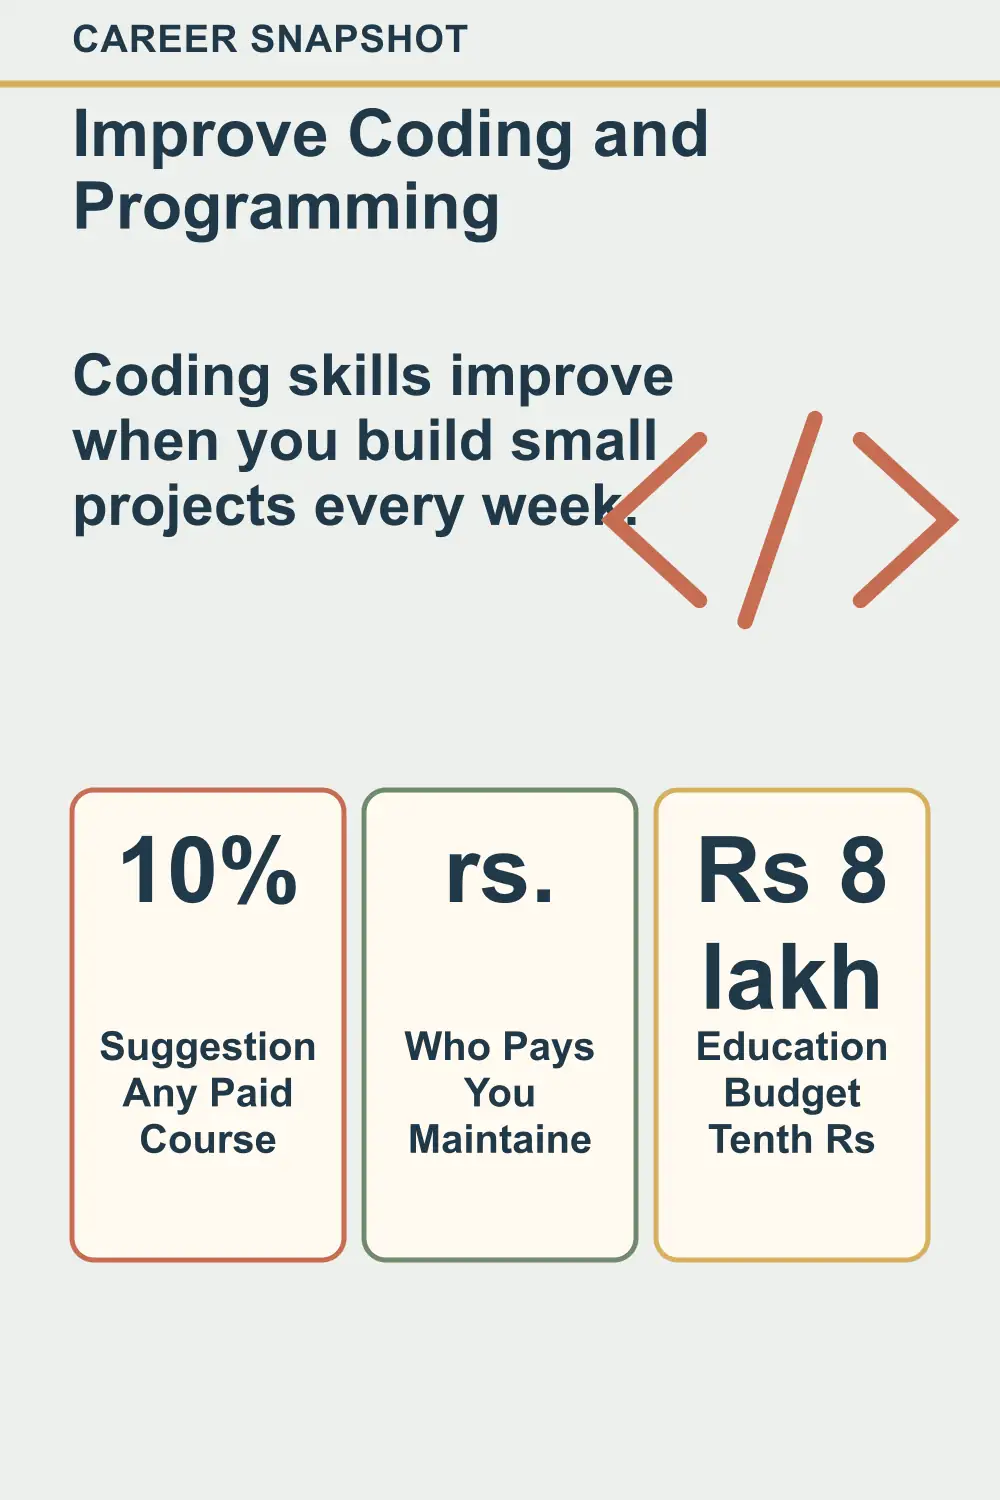 CAREER SNAPSHOT
Improve Coding and
Programming
Coding skills improve
when you build small
projects every week.
10%
Suggestion
Any Paid
Course
rs.
Who Pays
You
Maintaine
Rs 8
lakh
Education
Budget
Tenth Rs